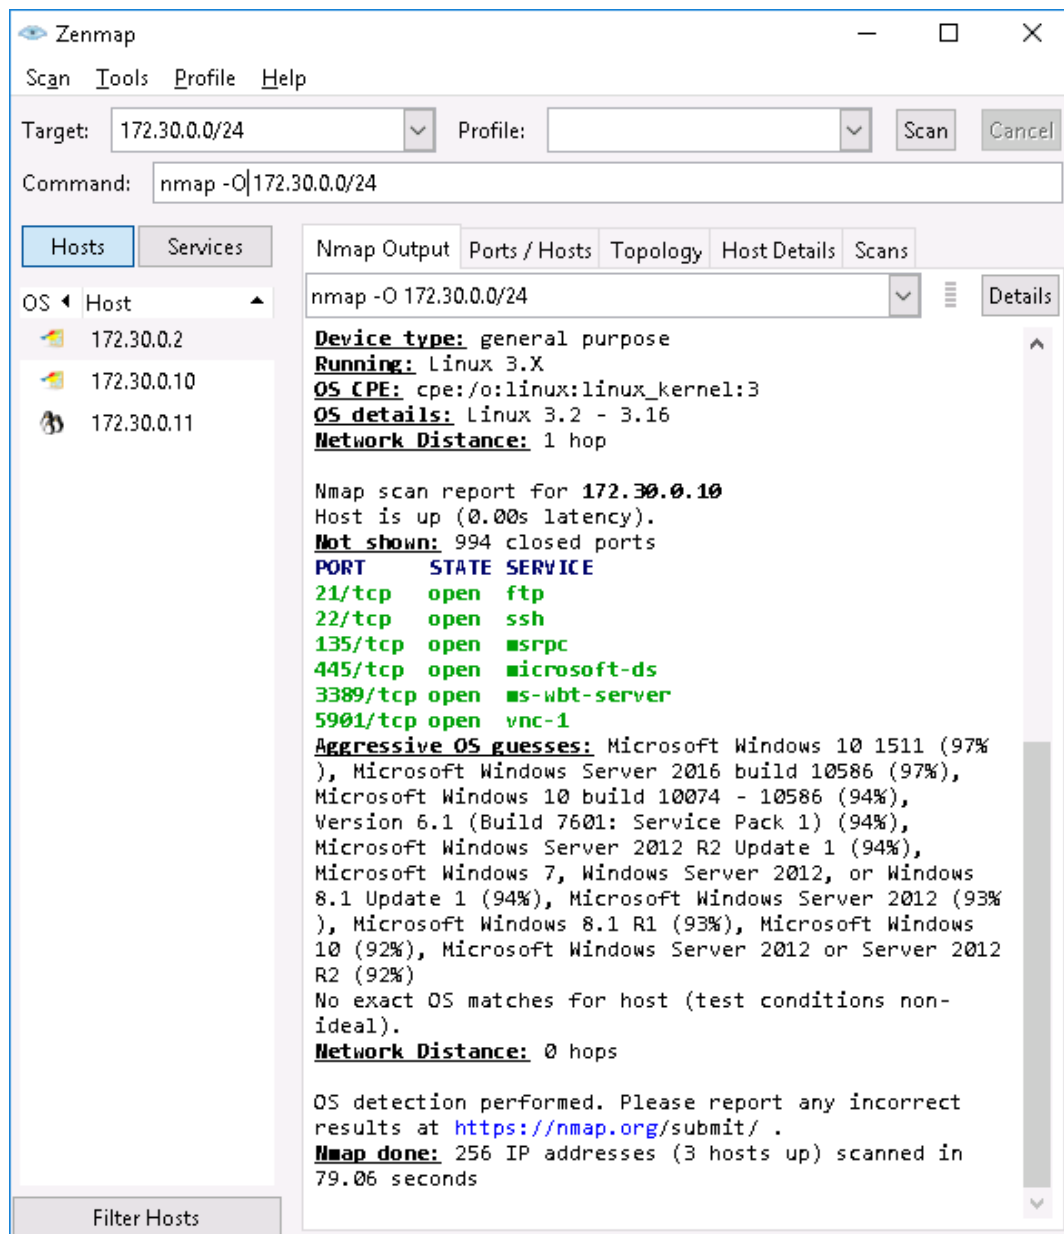 Zenmap
Scan Tools Profile Help
Target: 172.30.0.0/24 Profile: Scan Cancel
Command: nmap -O 172.30.0.0/24
Hosts Services
Nmap Output Ports / Hosts Topology Host Details Scans
OS Host
nmap -O 172.30.0.0/24 Details
172.30.0.2
172.30.0.10
172.30.0.11
Device type: general purpose
Running: Linux 3.X
OS CPE: cpe:/o:linux:linux_kernel:3
OS details: Linux 3.2 - 3.16
Network Distance: 1 hop
Nmap scan report for 172.30.0.10
Host is up (0.00s latency).
Not shown: 994 closed ports
PORT STATE SERVICE
21/tcp open ftp
22/tcp open ssh
135/tcp open msrpc
445/tcp open microsoft-ds
3389/tcp open ms-wbt-server
5901/tcp open vnc-1
Aggressive OS guesses: Microsoft Windows 10 1511 (97%
), Microsoft Windows Server 2016 build 10586 (97%),
Microsoft Windows 10 build 10074 - 10586 (94%),
Version 6.1 (Build 7601: Service Pack 1) (94%),
Microsoft Windows Server 2012 R2 Update 1 (94%),
Microsoft Windows 7, Windows Server 2012, or Windows
8.1 Update 1 (94%), Microsoft Windows Server 2012 (93%
), Microsoft Windows 8.1 R1 (93%), Microsoft Windows
10 (92%), Microsoft Windows Server 2012 or Server 2012
R2 (92%)
No exact OS matches for host (test conditions non-
ideal).
Network Distance: 0 hops
OS detection performed. Please report any incorrect
results at https://nmap.org/submit/ .
Nmap done: 256 IP addresses (3 hosts up) scanned in
79.06 seconds
Filter Hosts